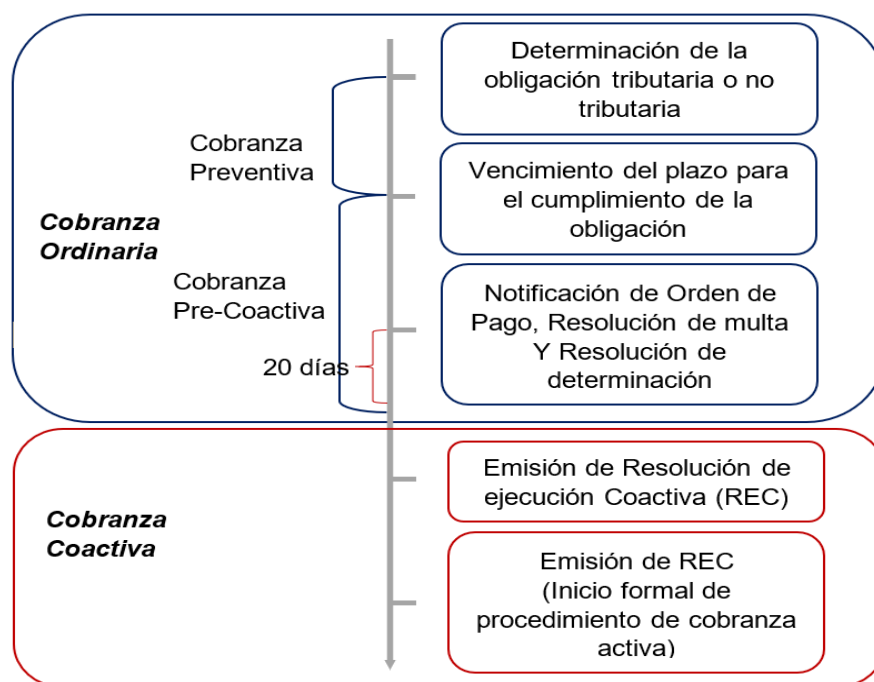 Determinación de la
obligación tributaria o no
tributaria
Cobranza
Preventiva
Vencimiento del plazo para
el cumplimiento de la
obligación
Cobranza
Ordinaria
Cobranza
Pre-Coactiva
Notificación de Orden de
Pago, Resolución de multa
Y Resolución de
determinación
20 días
Emisión de Resolución de
ejecución Coactiva (REC)
Cobranza
Coactiva
Emisión de REC
(Inicio formal de
procedimiento de cobranza
activa)